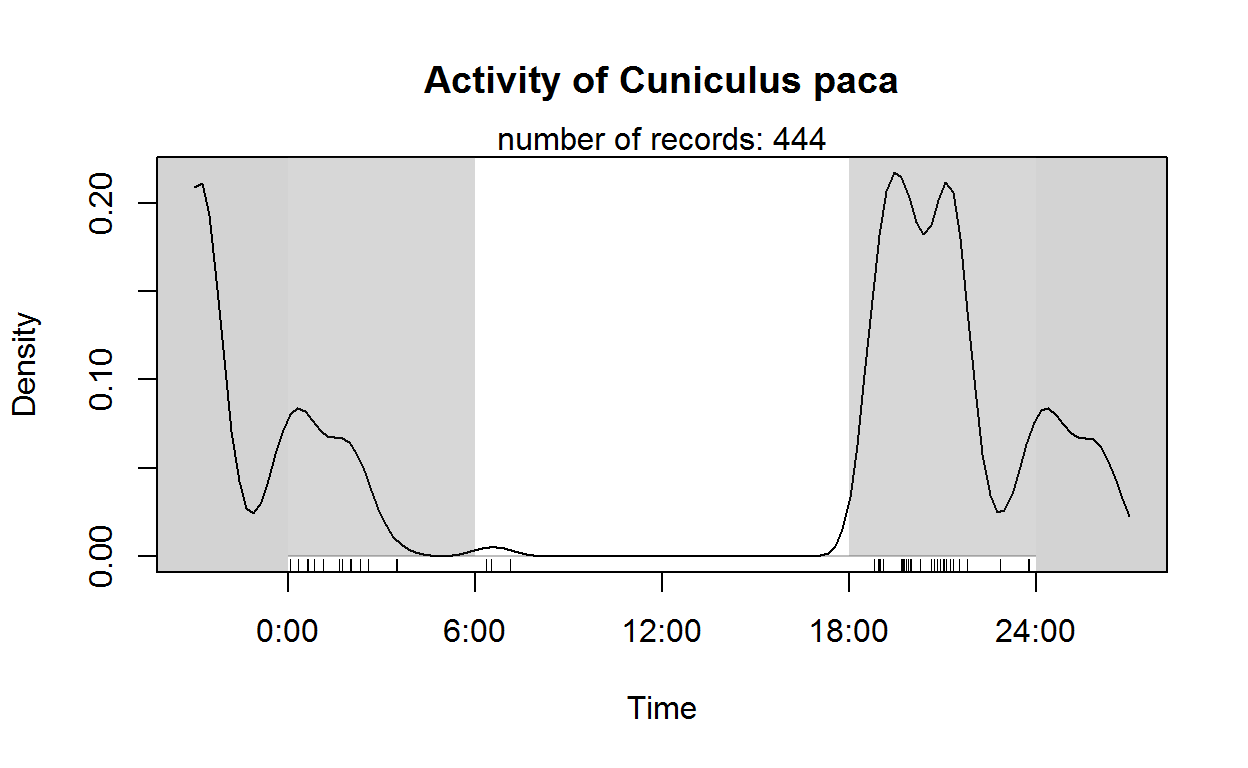 Activity of Cuniculus paca
number of records: 444
Density
0.20
0.10
0.00
0:00 6:00 12:00 18:00 24:00
Time